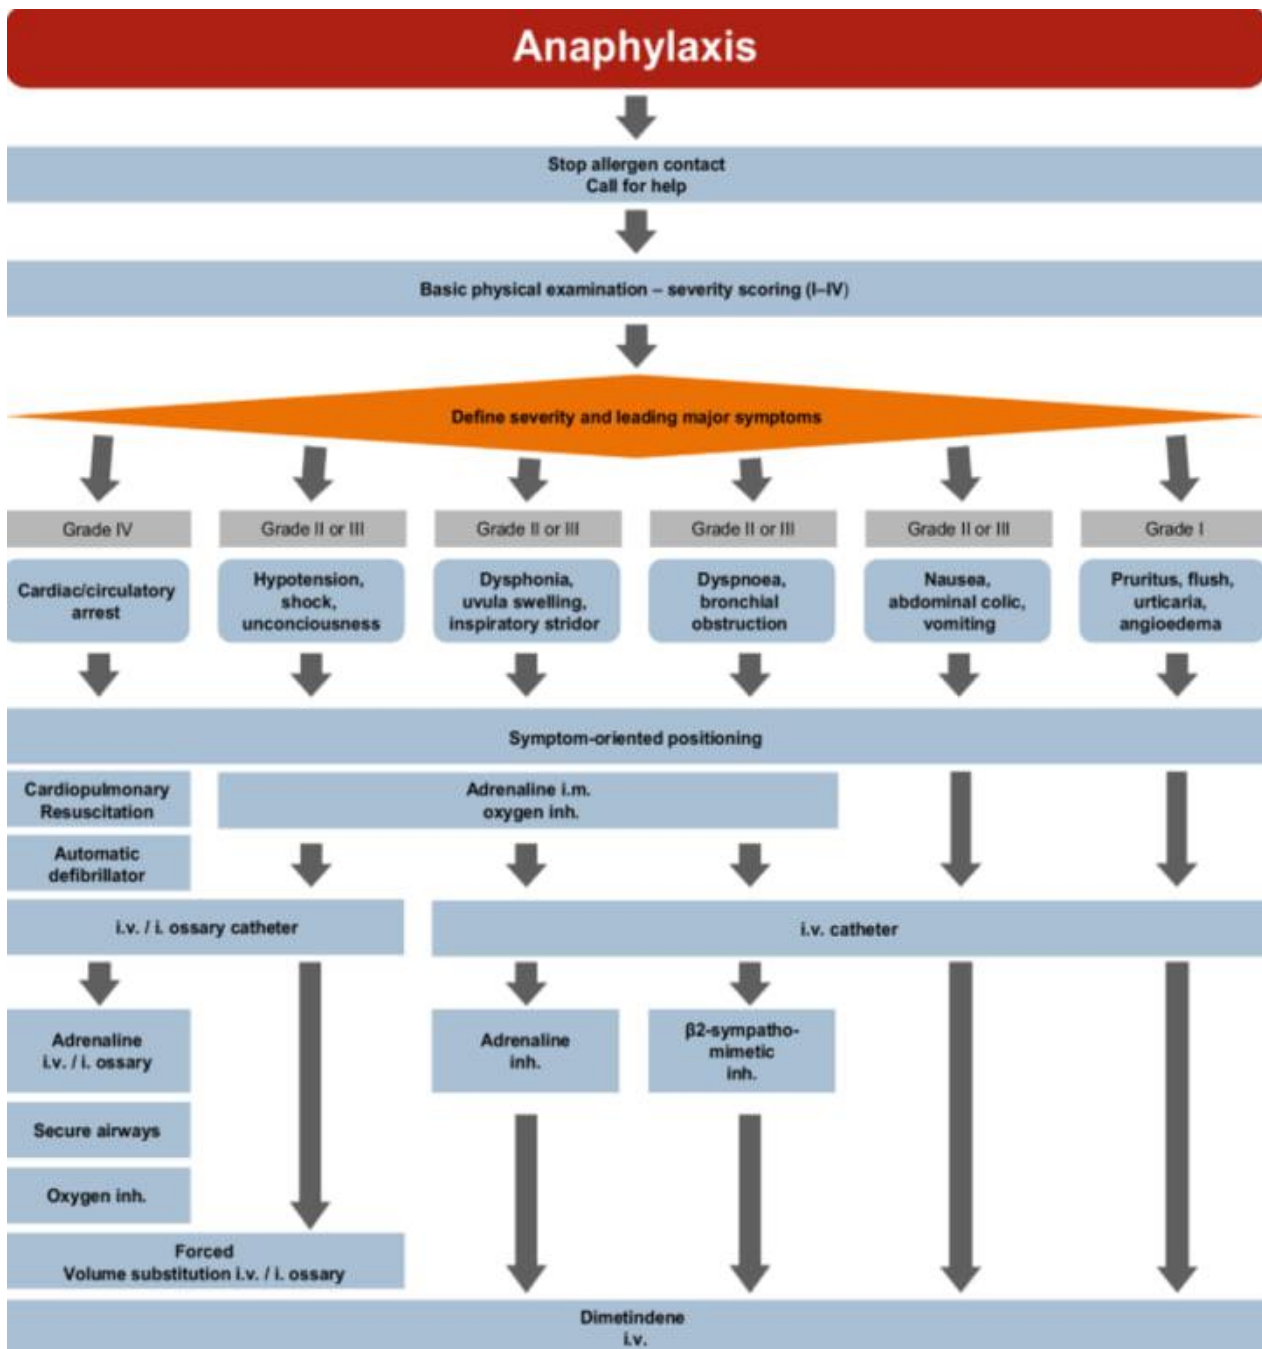 Anaphylaxis
Stop allergen contact
Call for help
Basic physical examination – severity scoring (I–IV)
Define severity and leading major symptoms
Grade IV
Grade II or III
Grade II or III
Grade II or III
Grade II or III
Grade I
Cardiac/circulatory
arrest
Hypotension,
shock,
unconciousness
Dysphonia,
uvula swelling,
inspiratory stridor
Dyspnoea,
bronchial
obstruction
Nausea,
abdominal colic,
vomiting
Pruritus, flush,
urticaria,
angioedema
Symptom-oriented positioning
Cardiopulmonary
Resuscitation
Adrenaline i.m.
oxygen inh.
Automatic
defibrillator
i.v. / i. ossary catheter
i.v. catheter
Adrenaline
i.v. / i. ossary
Adrenaline
inh.
β2-sympatho-
mimetic
inh.
Secure airways
Oxygen inh.
Forced
Volume substitution i.v. / i. ossary
Dimetindene
i.v.